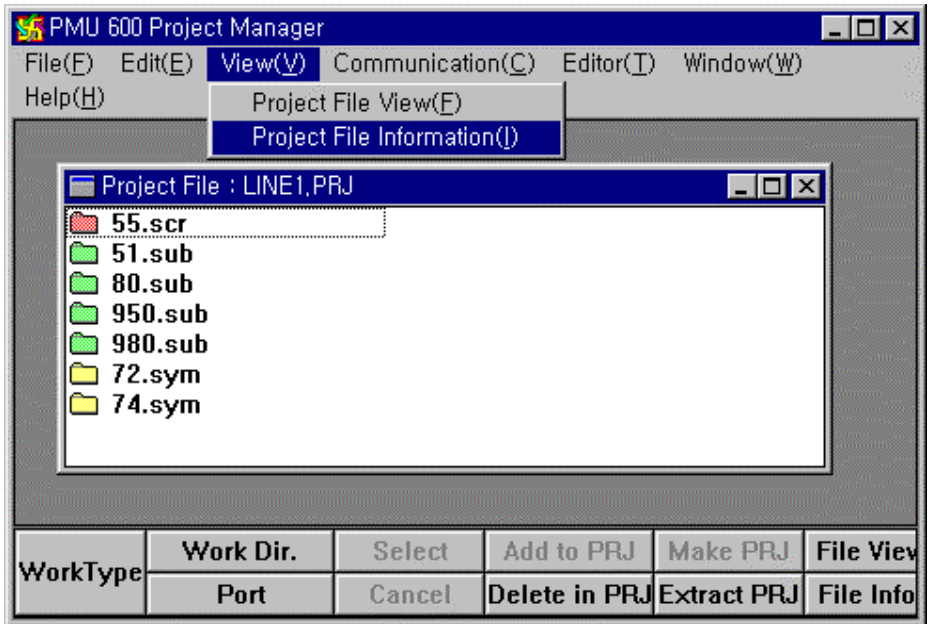 PMU 600 Project Manager
File(F) Edit(E) View(V) Communication(C) Editor(T) Window(W)
Help(H)
Project File View(F)
Project File Information(I)
Project File : LINE1,PRJ
55.scr
51.sub
80.sub
950.sub
980.sub
72.sym
74.sym
WorkType
Work Dir. Select Add to PRJ Make PRJ File View
Port Cancel Delete in PRJ Extract PRJ File Info